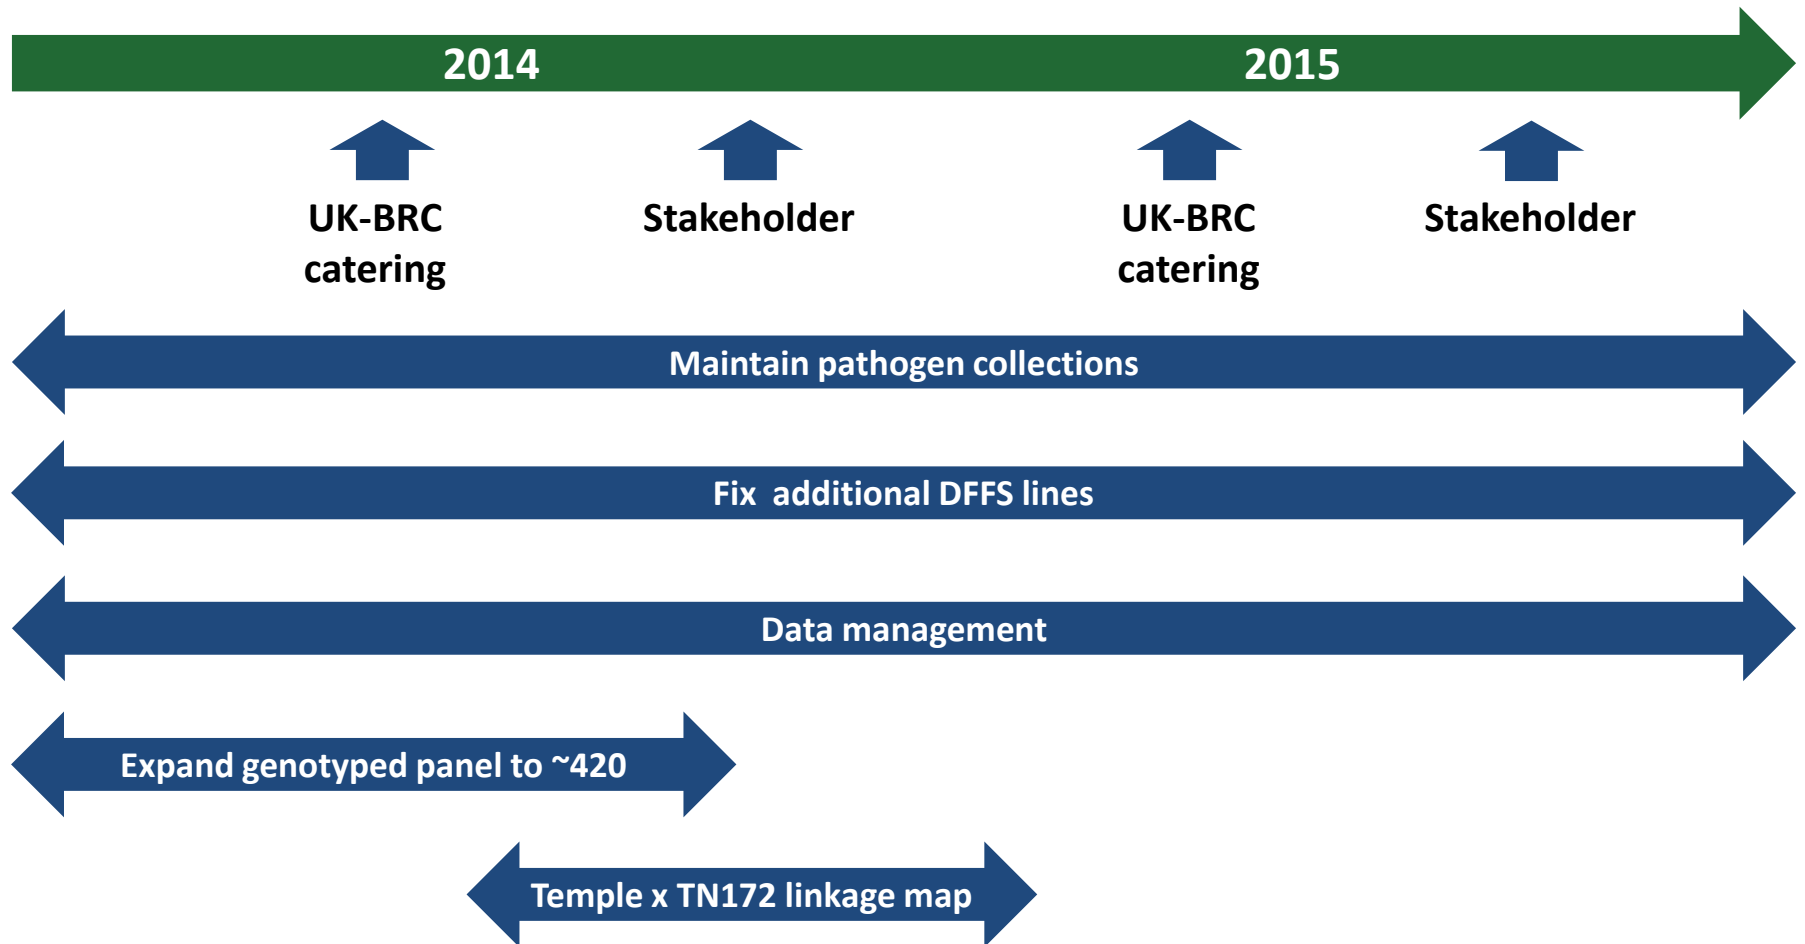 2014 2015
UK-BRC Stakeholder UK-BRC Stakeholder
catering catering
Maintain pathogen collections
Fix  additional DFFS lines
Data management
Expand genotyped panel to ~420
Temple x TN172 linkage map